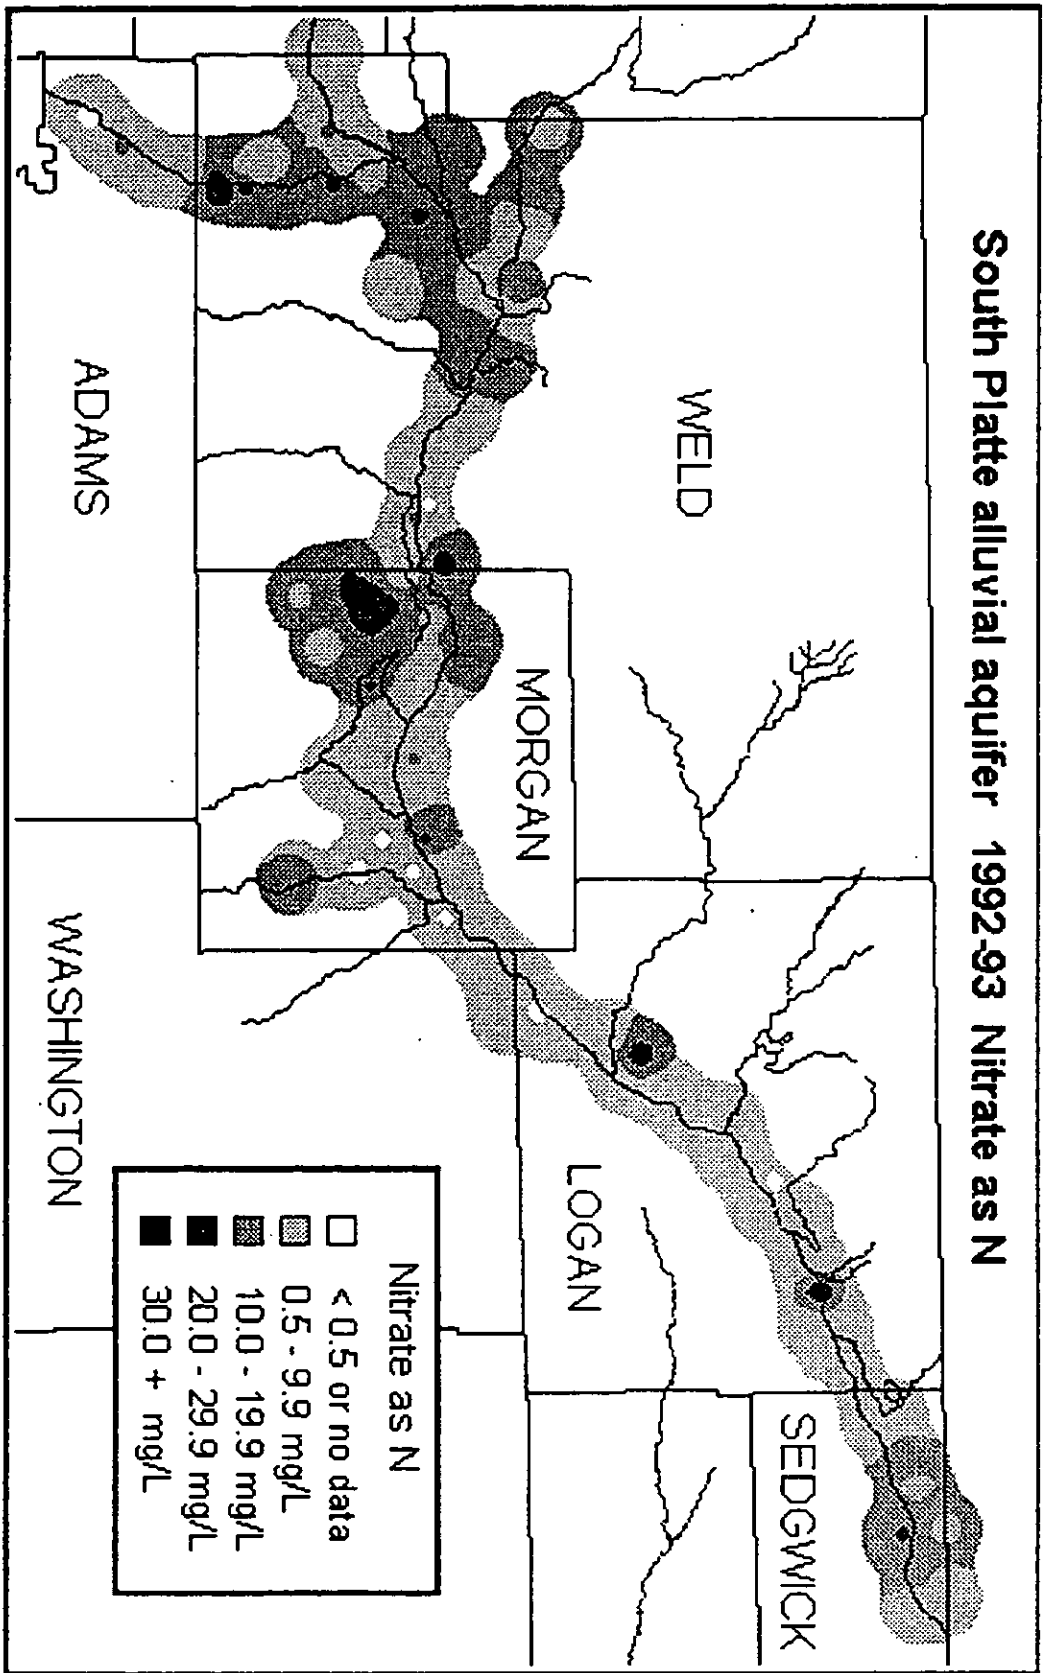 South Platte alluvial aquifer 1992-93 Nitrate as N
WELD
LOGAN
SEDGWICK
MORGAN
ADAMS
WASHINGTON
Nitrate as N
< 0.5 or no data
0.5 - 9.9 mg/L
10.0 - 19.9 mg/L
20.0 - 29.9 mg/L
30.0 + mg/L